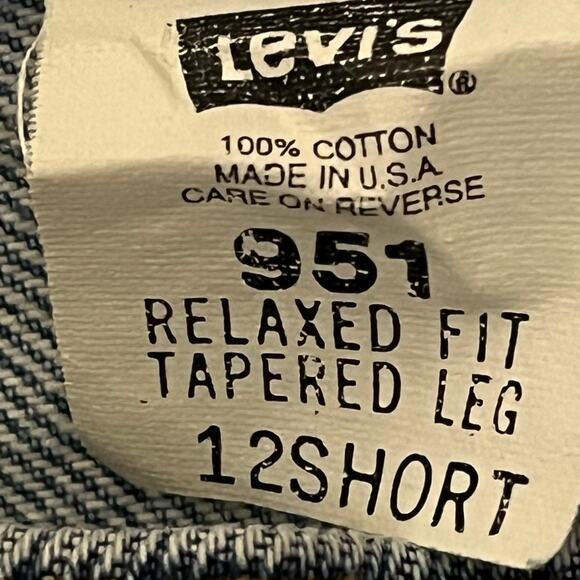 Levi's ®
100% COTTON
MADE IN U.S.A.
CARE ON REVERSE
951
RELAXED FIT
TAPERED LEG
12SHORT